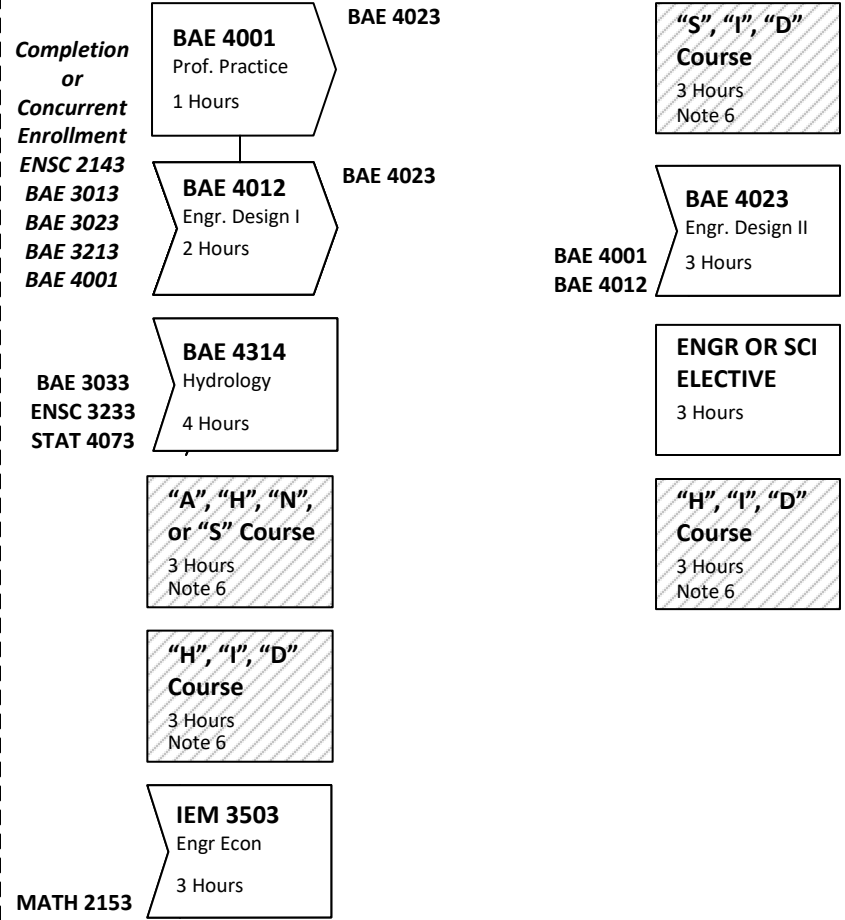 BAE 4001
Prof. Practice
1 Hours
BAE 4023
Completion
or
Concurrent
Enrollment
ENSC 2143
BAE 3013
BAE 3023
BAE 3213
BAE 4001
BAE 4012
Engr. Design I
2 Hours
BAE 4023
BAE 3033
ENSC 3233
STAT 4073
BAE 4314
Hydrology
4 Hours
“A”, “H”, “N”,
or “S” Course
3 Hours
Note 6
“H”, “I”, “D”
Course
3 Hours
Note 6
MATH 2153
IEM 3503
Engr Econ
3 Hours
“S”, “I”, “D”
Course
3 Hours
Note 6
BAE 4001
BAE 4012
BAE 4023
Engr. Design II
3 Hours
ENGR OR SCI
ELECTIVE
3 Hours
“H”, “I”, “D”
Course
3 Hours
Note 6